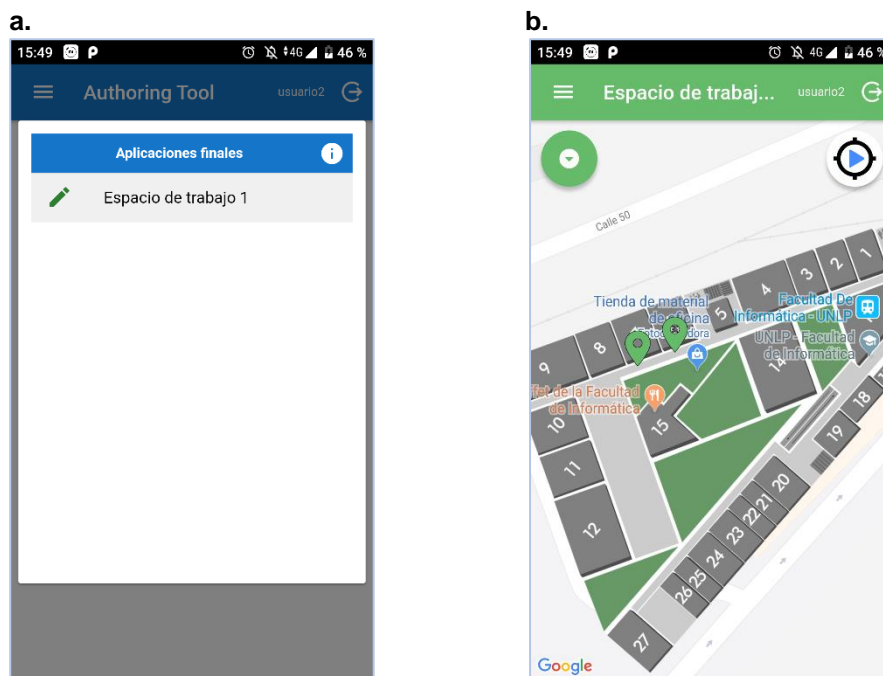 a.
15:49 46 %
4G
Authoring Tool usuario2
Aplicaciones finales
Espacio de trabajo 1
b.
15:49 4G 46 %
Espacio de trabaj... usuario2
Calle 50
Tienda de material
de oficina
Facultad De
Informática - UNLP
UNLP - Facultad
de Informática
fet de la Facultad
de Informática
1
2
3
4
5
8
9
10
11
12
14
15
18
19
20
21
22
23
24
25
26
27
Google